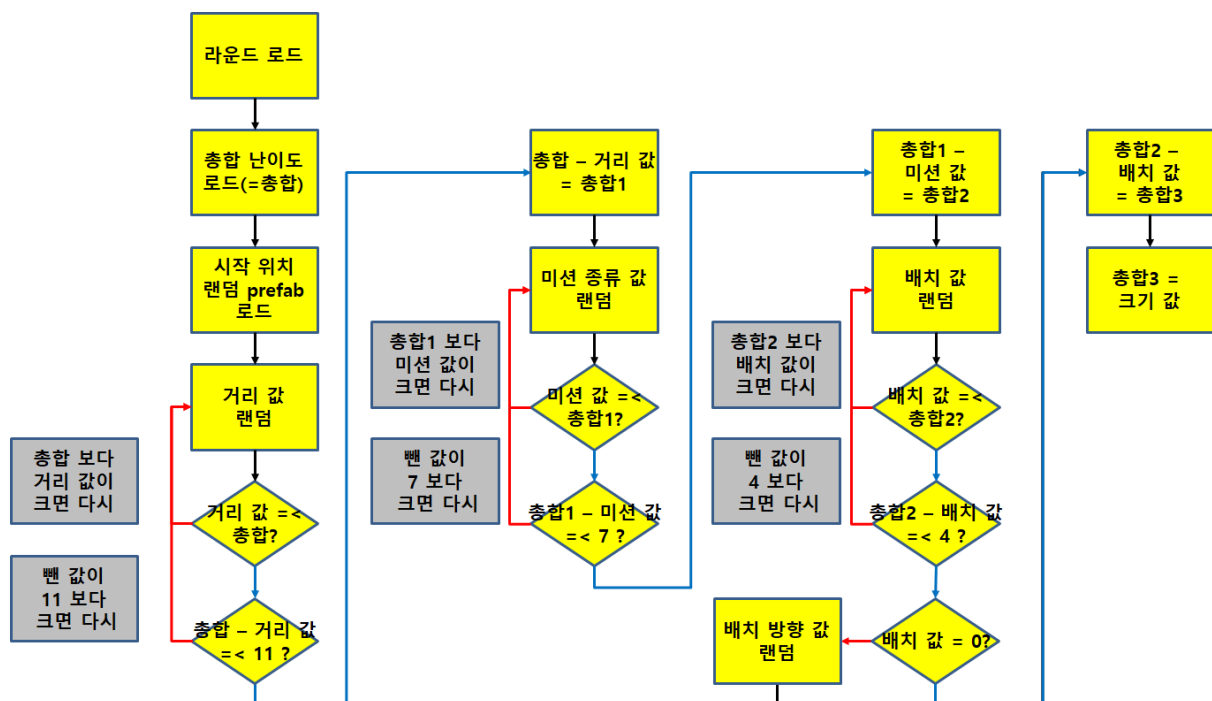 라운드 로드
총합 난이도
로드(=총합)
시작 위치
랜덤 prefab
로드
거리 값
랜덤
총합 보다
거리 값이
크면 다시
거리 값 =<
총합?
뺀 값이
11 보다
크면 다시
총합 – 거리 값
=< 11 ?
총합 – 거리 값
= 총합1
미션 종류 값
랜덤
총합1 보다
미션 값이
크면 다시
미션 값 =<
총합1?
뺀 값이
7 보다
크면 다시
총합1 – 미션 값
=< 7 ?
총합1 –
미션 값
= 총합2
배치 값
랜덤
총합2 보다
배치 값이
크면 다시
배치 값 =<
총합2?
뺀 값이
4 보다
크면 다시
총합2 – 배치 값
=< 4 ?
배치 방향 값
랜덤
배치 값 = 0?
총합2 –
배치 값
= 총합3
총합3 =
크기 값